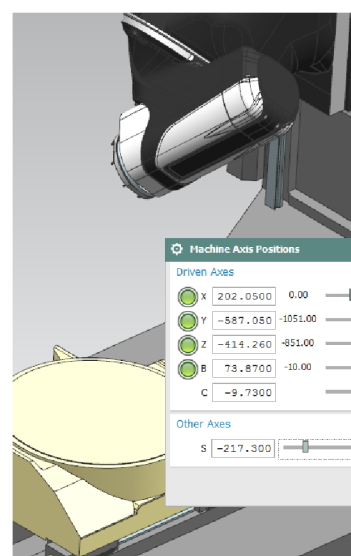 Machine Axis Positions
Driven Axes
X 202.0500 0.00
Y -587.050 -1051.00
Z -414.260 -851.00
B 73.8700 -10.00
C -9.7300
Other Axes
S -217.300